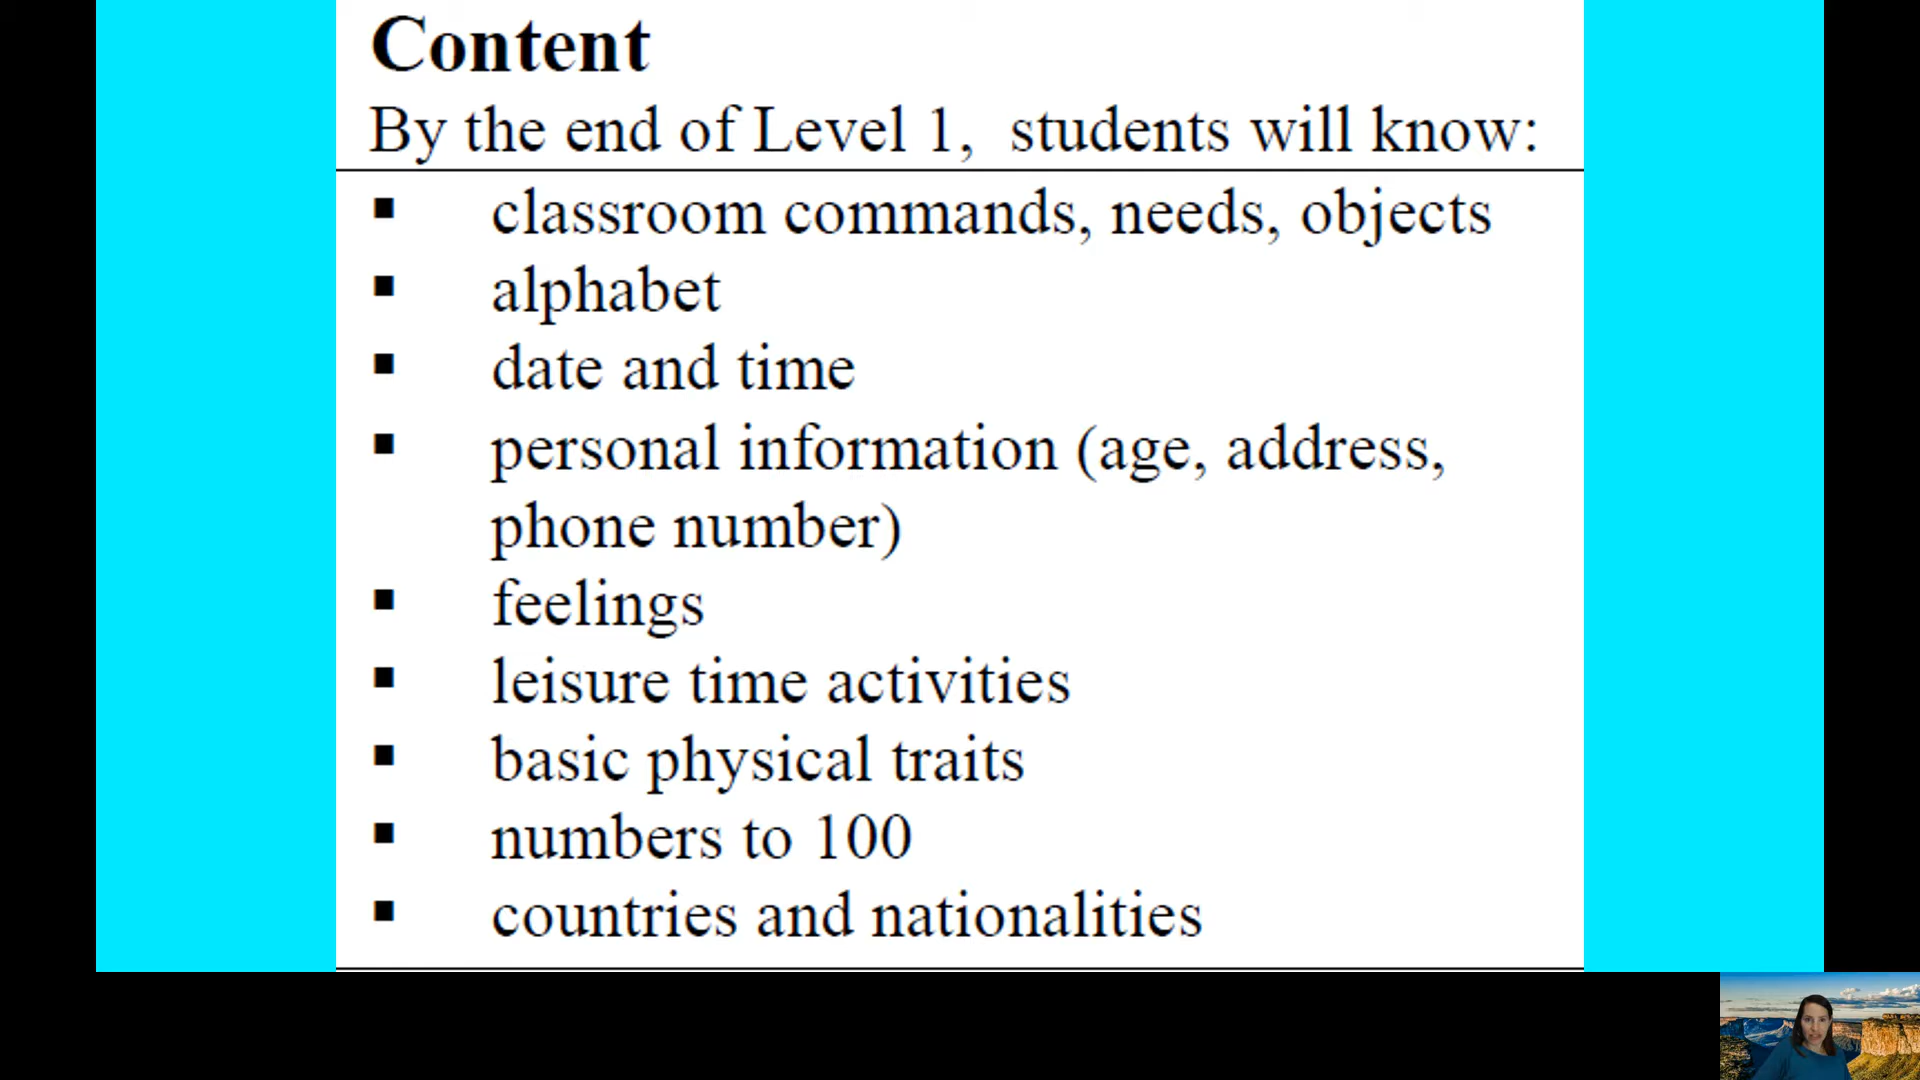 Content
By the end of Level 1, students will know:
▪ classroom commands, needs, objects
▪ alphabet
▪ date and time
▪ personal information (age, address,
phone number)
▪ feelings
▪ leisure time activities
▪ basic physical traits
▪ numbers to 100
▪ countries and nationalities